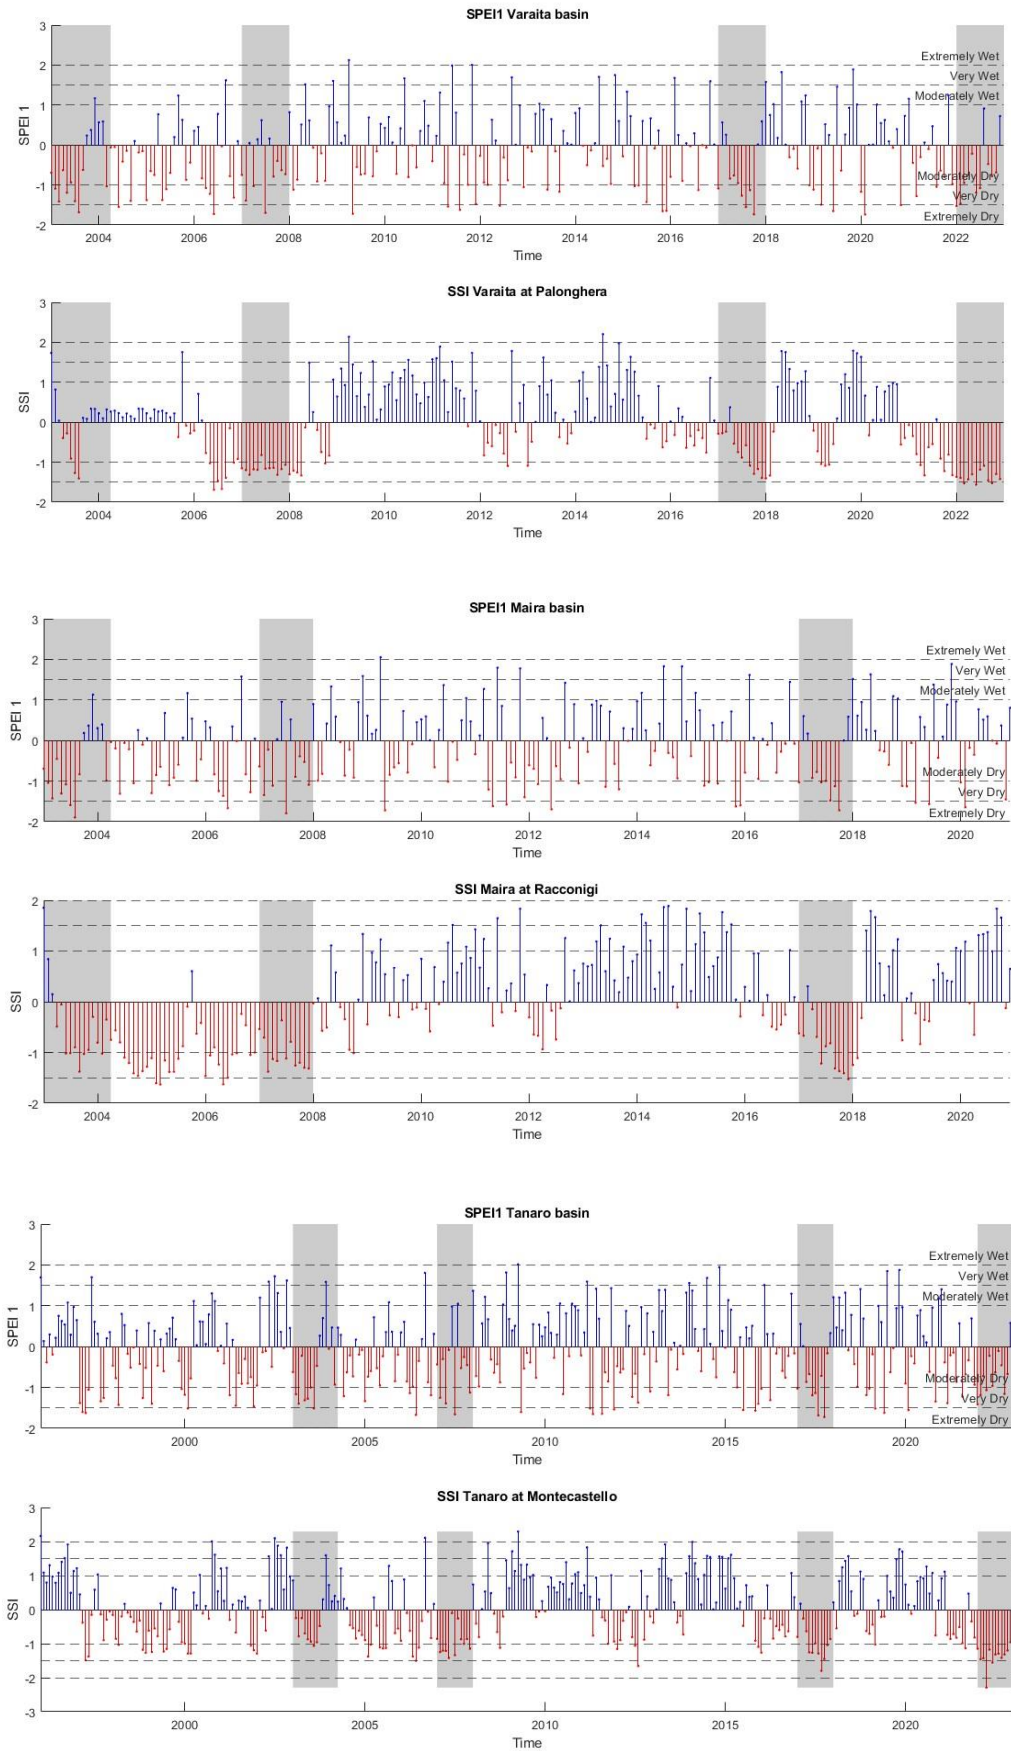 SPEI1 Varaita basin
3
Extremely Wet
2
Very Wet
1
Moderately Wet
SPEI 1
0
-1
Moderately Dry
Very Dry
-2
Extremely Dry
2004 2006 2008 2010 2012 2014 2016 2018 2020 2022
Time
SSI Varaita at Palonghera
3
2
1
SSI
0
-1
-2
2004 2006 2008 2010 2012 2014 2016 2018 2020 2022
Time
SPEI1 Maira basin
3
Extremely Wet
2
Very Wet
1
Moderately Wet
SPEI 1
0
-1
Moderately Dry
Very Dry
-2
Extremely Dry
2004 2006 2008 2010 2012 2014 2016 2018 2020
Time
SSI Maira at Racconigi
2
1
SSI
0
-1
-2
2004 2006 2008 2010 2012 2014 2016 2018 2020
Time
SPEI1 Tanaro basin
3
Extremely Wet
2
Very Wet
1
Moderately Wet
SPEI 1
0
-1
Moderately Dry
Very Dry
-2
Extremely Dry
2000 2005 2010 2015 2020
Time
SSI Tanaro at Montecastello
3
2
1
SSI
0
-1
-2
-3
2000 2005 2010 2015 2020
Time